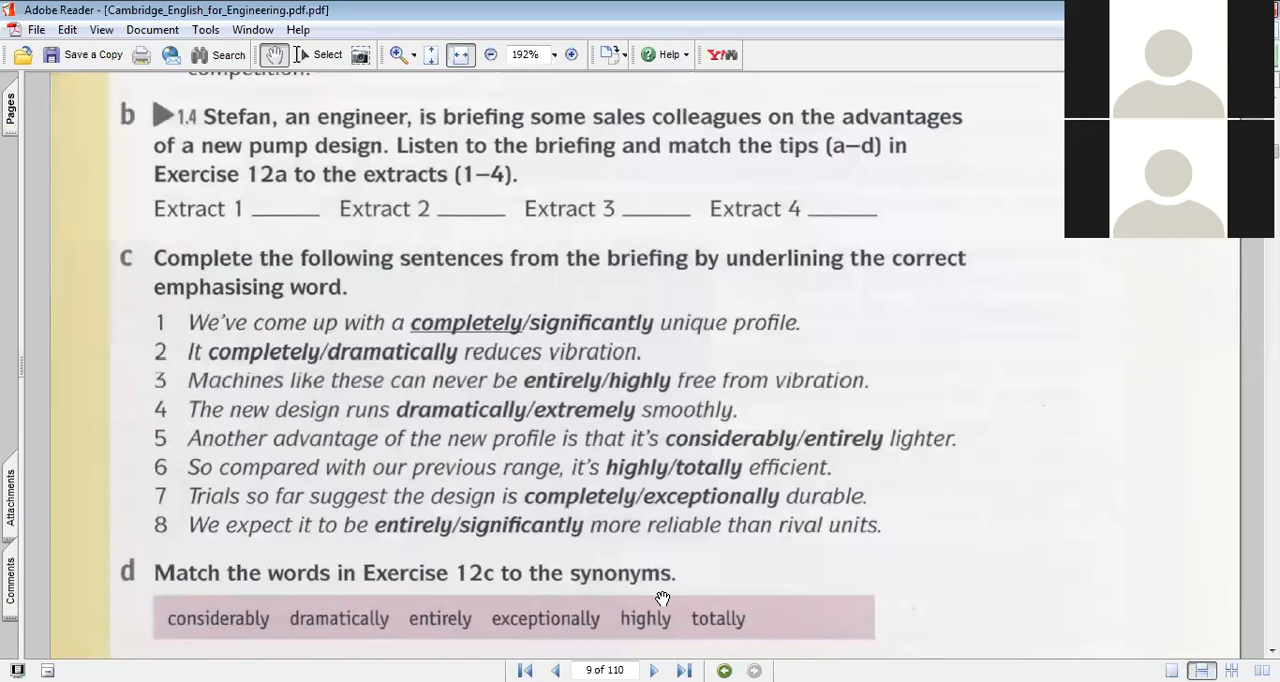 Adobe Reader - [Cambridge_English_for_Engineering.pdf.pdf]
File Edit View Document Tools Window Help
Save a Copy Search Select 192% Help Y!
Pages
competition.
b 1.4 Stefan, an engineer, is briefing some sales colleagues on the advantages
of a new pump design. Listen to the briefing and match the tips (a–d) in
Exercise 12a to the extracts (1–4).
Extract 1 ______ Extract 2 ______ Extract 3 ______ Extract 4 ______
c Complete the following sentences from the briefing by underlining the correct
emphasising word.
1 We've come up with a completely/significantly unique profile.
2 It completely/dramatically reduces vibration.
3 Machines like these can never be entirely/highly free from vibration.
4 The new design runs dramatically/extremely smoothly.
5 Another advantage of the new profile is that it's considerably/entirely lighter.
6 So compared with our previous range, it's highly/totally efficient.
7 Trials so far suggest the design is completely/exceptionally durable.
8 We expect it to be entirely/significantly more reliable than rival units.
Attachments
d Match the words in Exercise 12c to the synonyms.
Comments
considerably dramatically entirely exceptionally highly totally
9 of 110